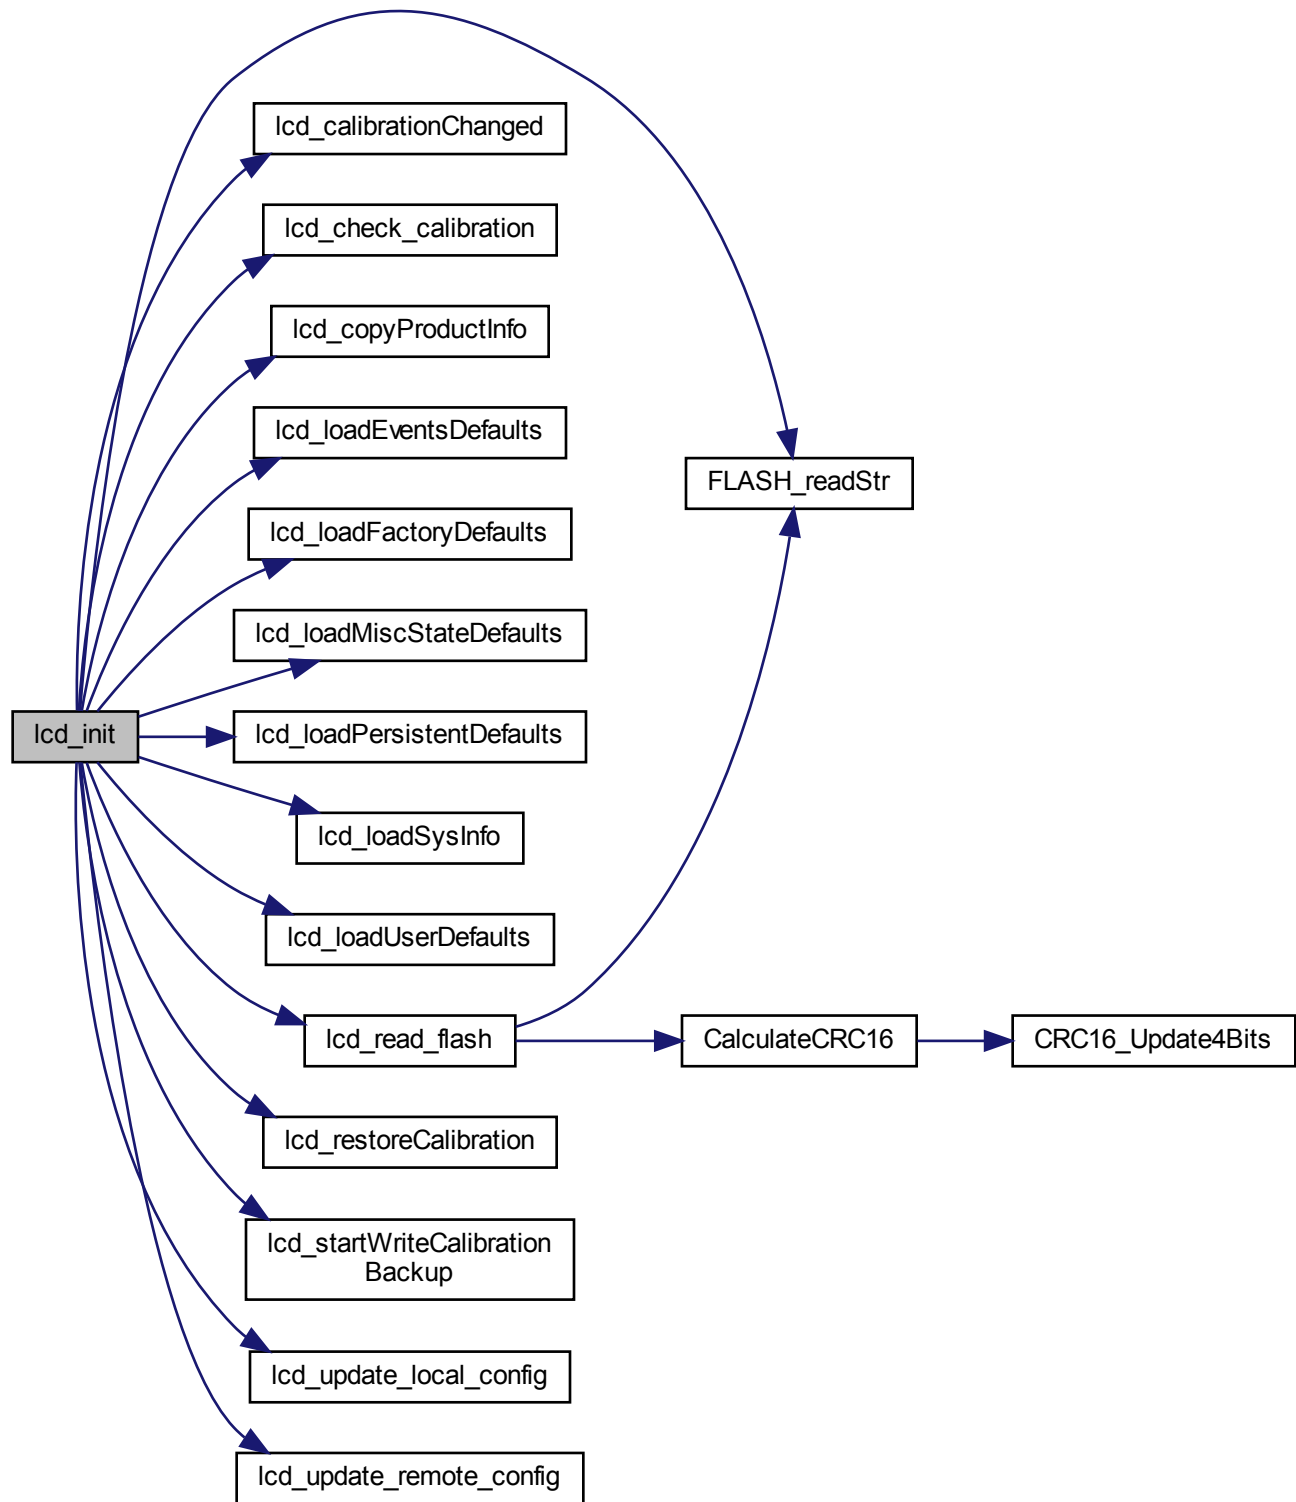 lcd_calibrationChanged
lcd_check_calibration
lcd_copyProductInfo
lcd_loadEventsDefaults
FLASH_readStr
lcd_loadFactoryDefaults
lcd_loadMiscStateDefaults
lcd_init
lcd_loadPersistentDefaults
lcd_loadSysInfo
lcd_loadUserDefaults
lcd_read_flash
CalculateCRC16
CRC16_Update4Bits
lcd_restoreCalibration
lcd_startWriteCalibration
Backup
lcd_update_local_config
lcd_update_remote_config